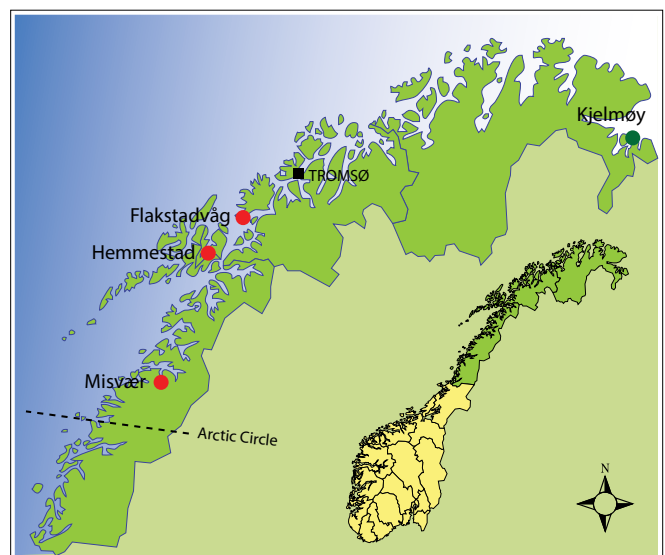 Kjelmøy
TROMSØ
Flakstadvåg
Hemmestad
Misvær
Arctic Circle
N